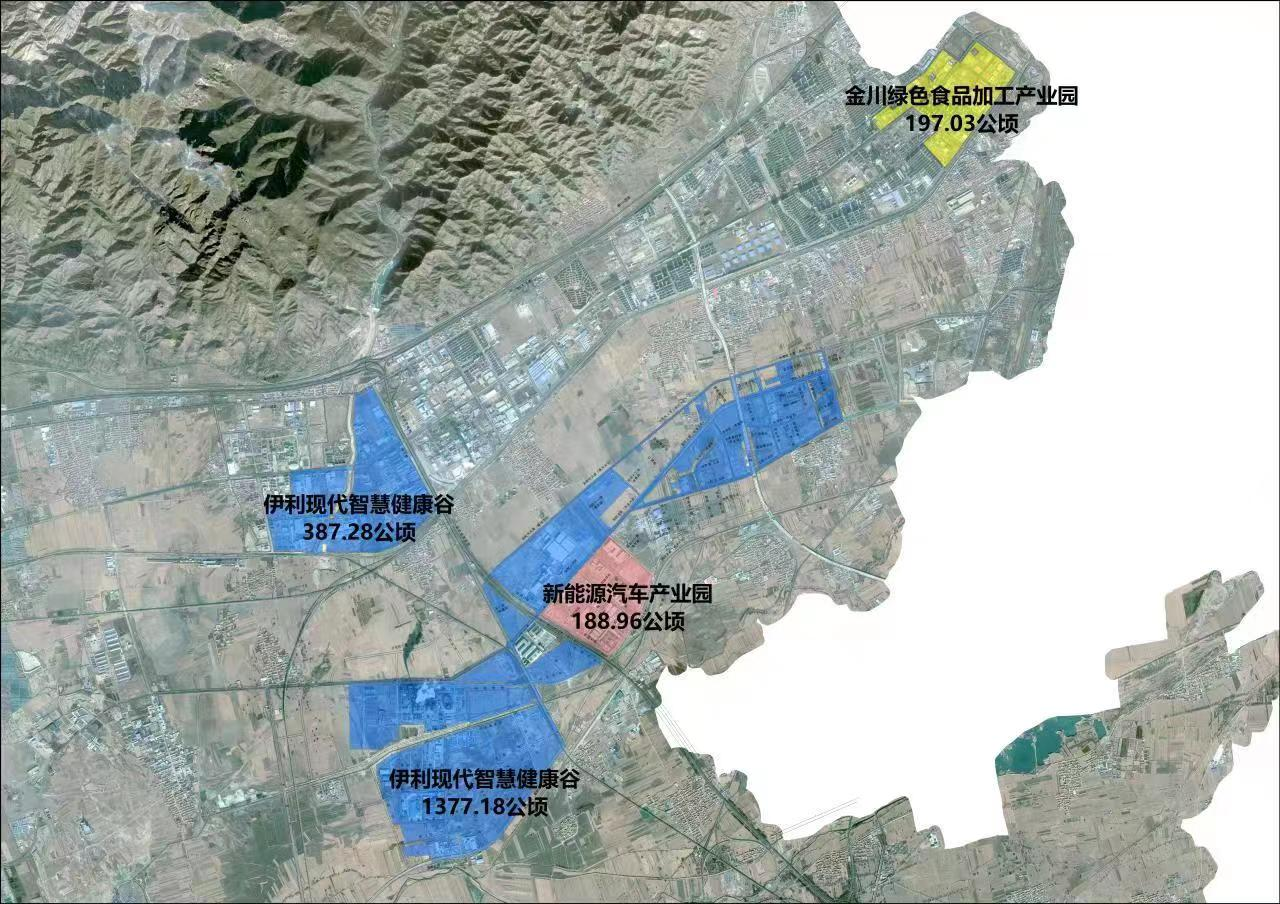 金川绿色食品加工产业园
197.03公顷
伊利现代智慧健康谷
387.28公顷
新能源汽车产业园
188.96公顷
伊利现代智慧健康谷
1377.18公顷